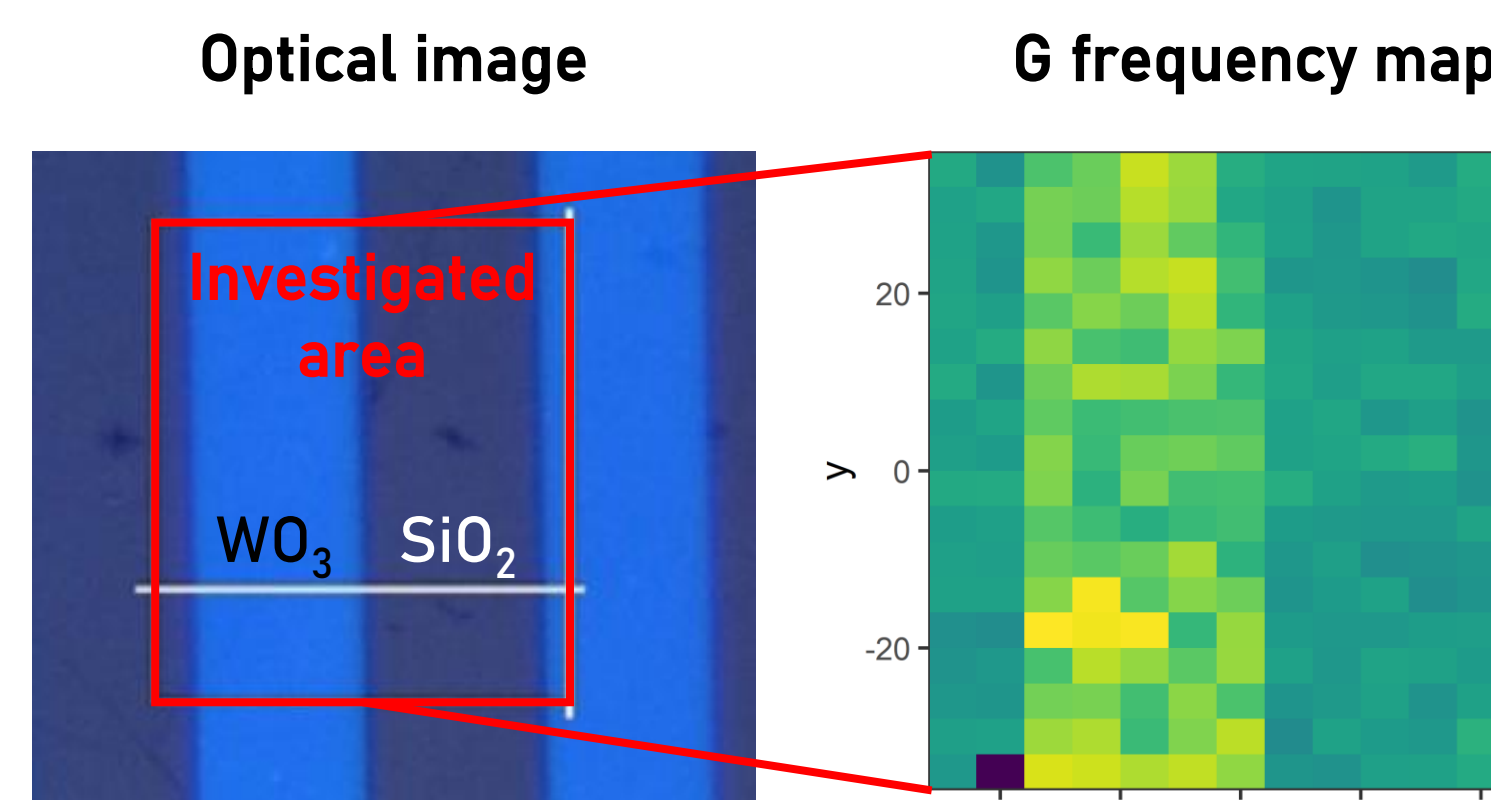 Optical image
G frequency map
Investigated
area
WO₃
SiO₂
y
20
0
-20